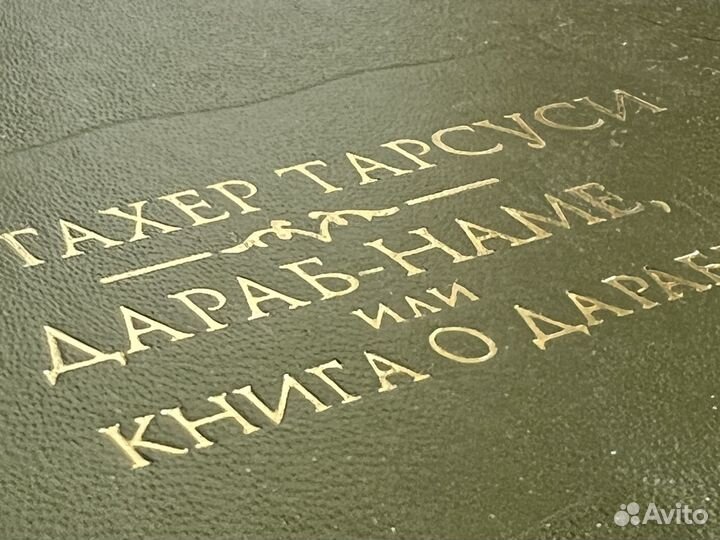 ТАХЕР ТАРСУСИ
ДАРАБ-НАМЕ,
ИЛИ
КНИГА О ДАРАБ
Avito